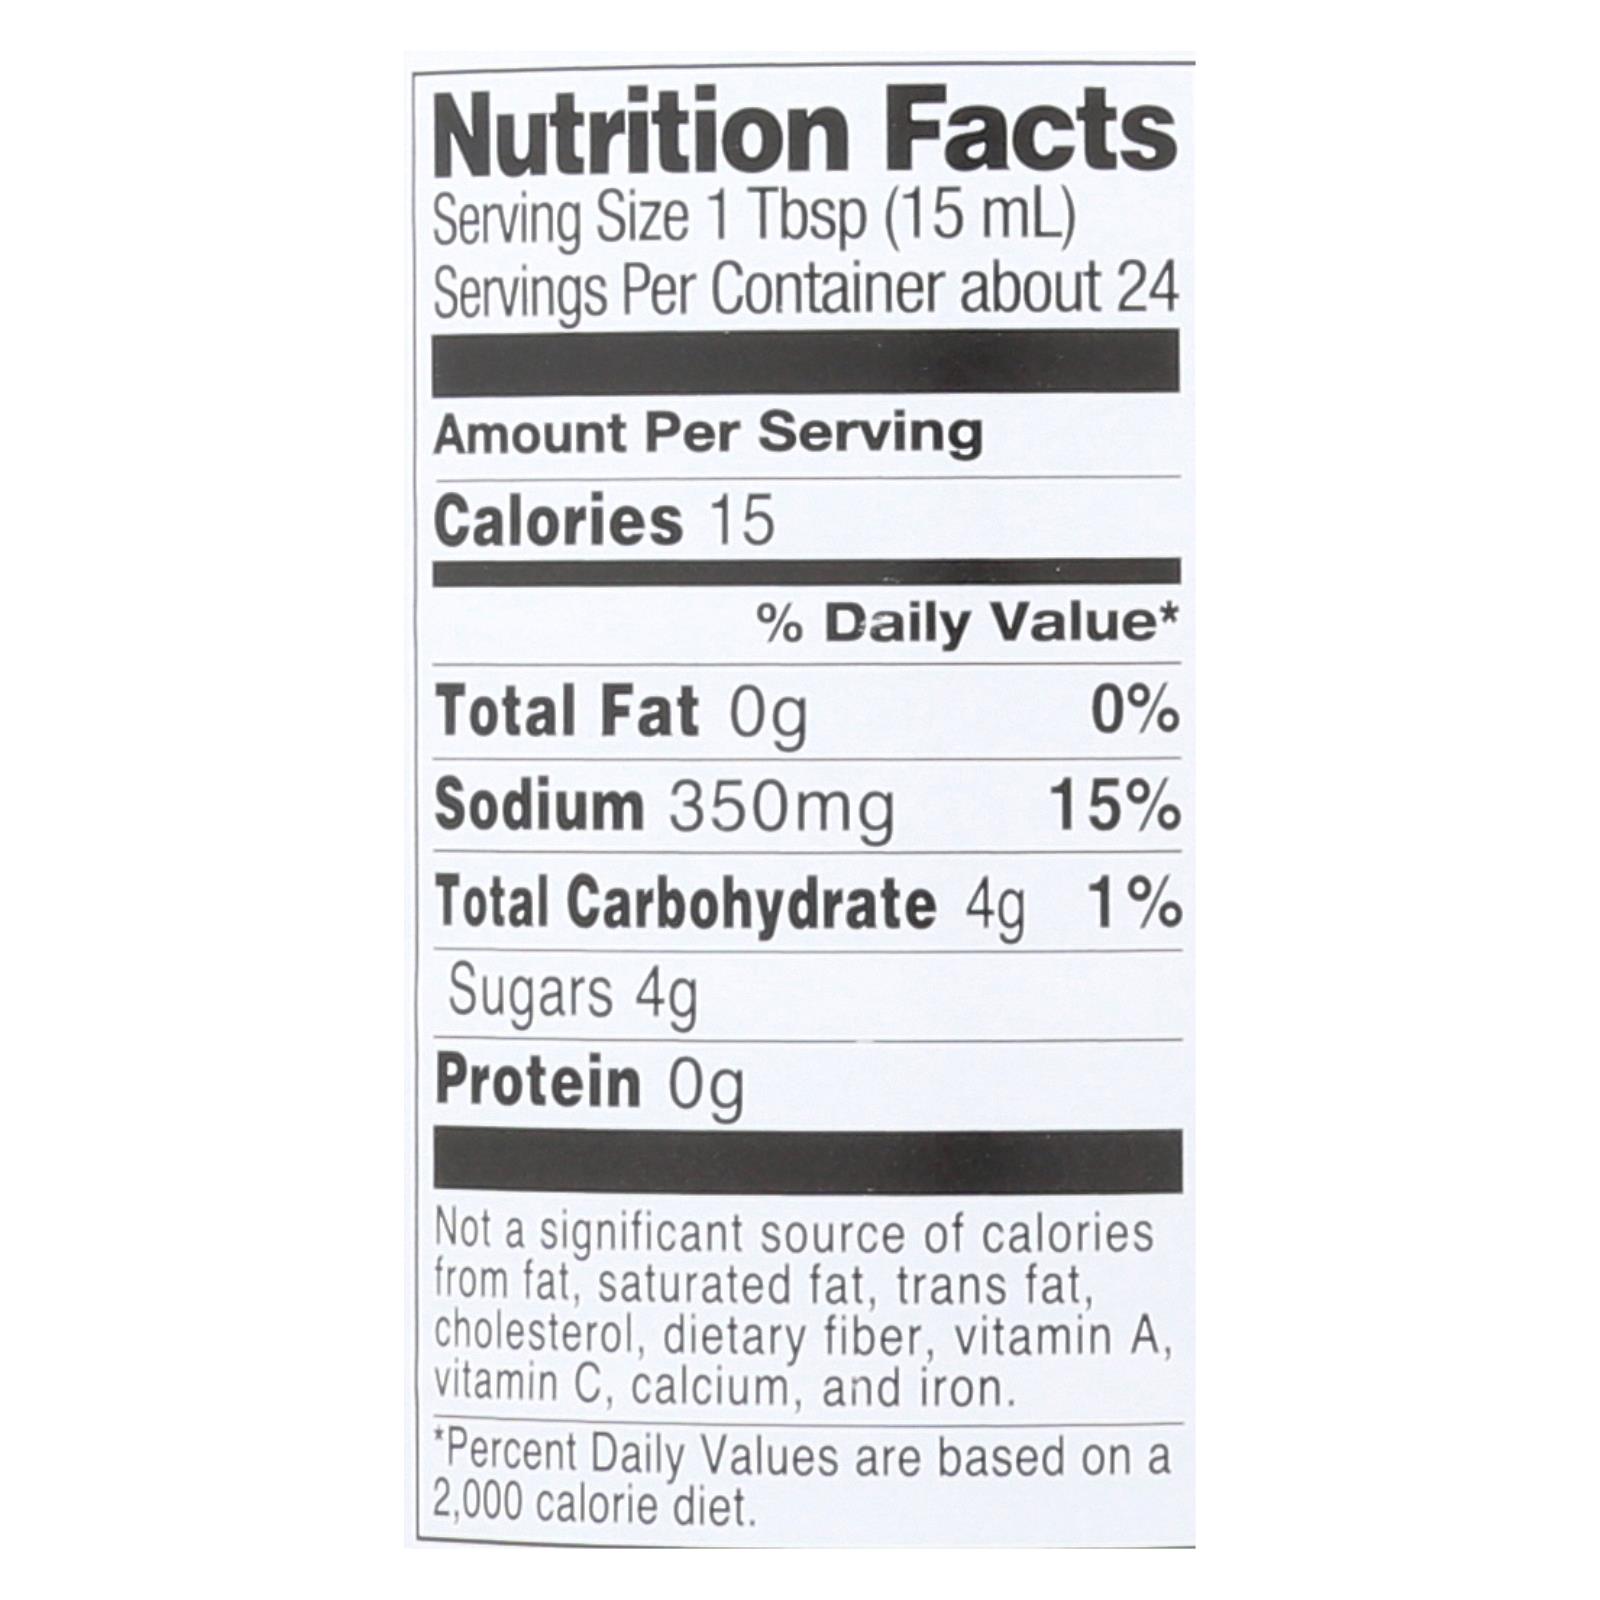 Nutrition Facts
Serving Size 1 Tbsp (15 mL)
Servings Per Container about 24
Amount Per Serving
Calories 15
% Daily Value*
Total Fat 0g 0%
Sodium 350mg 15%
Total Carbohydrate 4g 1%
Sugars 4g
Protein 0g
Not a significant source of calories
from fat, saturated fat, trans fat,
cholesterol, dietary fiber, vitamin A,
vitamin C, calcium, and iron.
*Percent Daily Values are based on a
2,000 calorie diet.